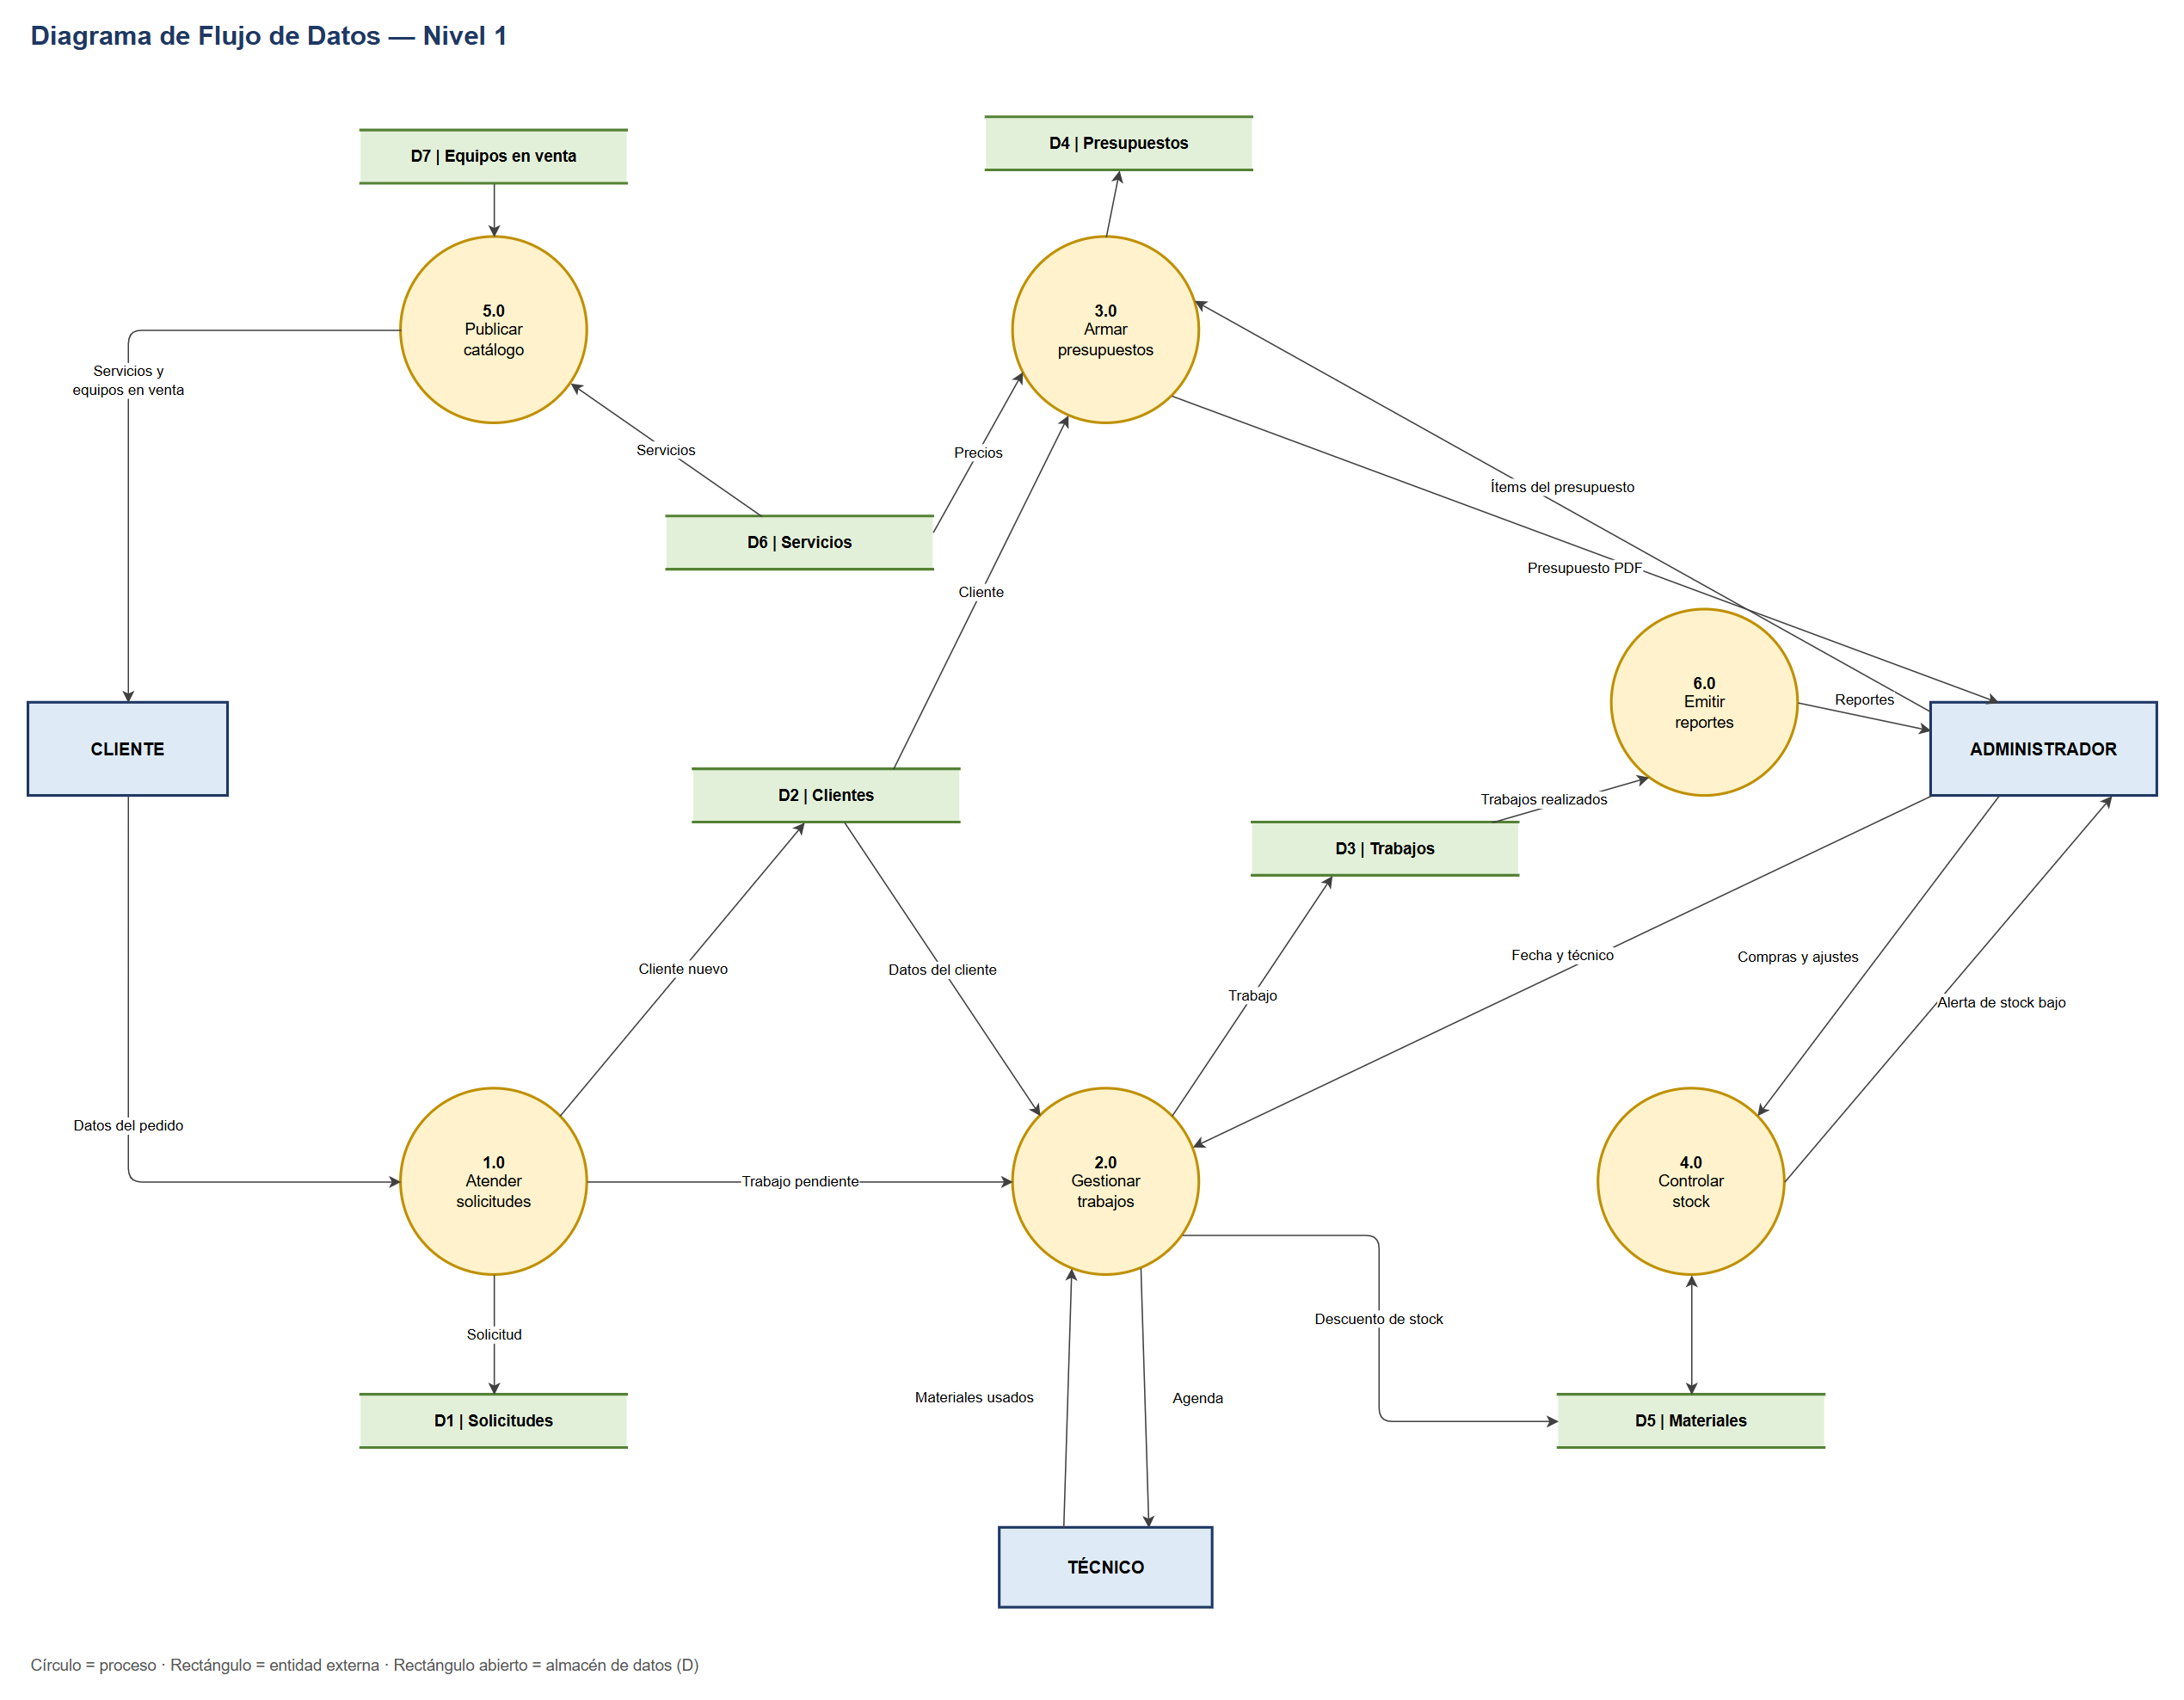 Diagrama de Flujo de Datos — Nivel 1
D7 | Equipos en venta
D4 | Presupuestos
5.0
Publicar
catálogo
3.0
Armar
presupuestos
Servicios y
equipos en venta
Servicios
Precios
Ítems del presupuesto
D6 | Servicios
Presupuesto PDF
Cliente
6.0
Emitir
reportes
Reportes
CLIENTE
ADMINISTRADOR
D2 | Clientes
Trabajos realizados
D3 | Trabajos
Cliente nuevo
Datos del cliente
Trabajo
Fecha y técnico
Compras y ajustes
Alerta de stock bajo
Datos del pedido
1.0
Atender
solicitudes
Trabajo pendiente
2.0
Gestionar
trabajos
4.0
Controlar
stock
Solicitud
Descuento de stock
Materiales usados
Agenda
D1 | Solicitudes
D5 | Materiales
TÉCNICO
Círculo = proceso · Rectángulo = entidad externa · Rectángulo abierto = almacén de datos (D)